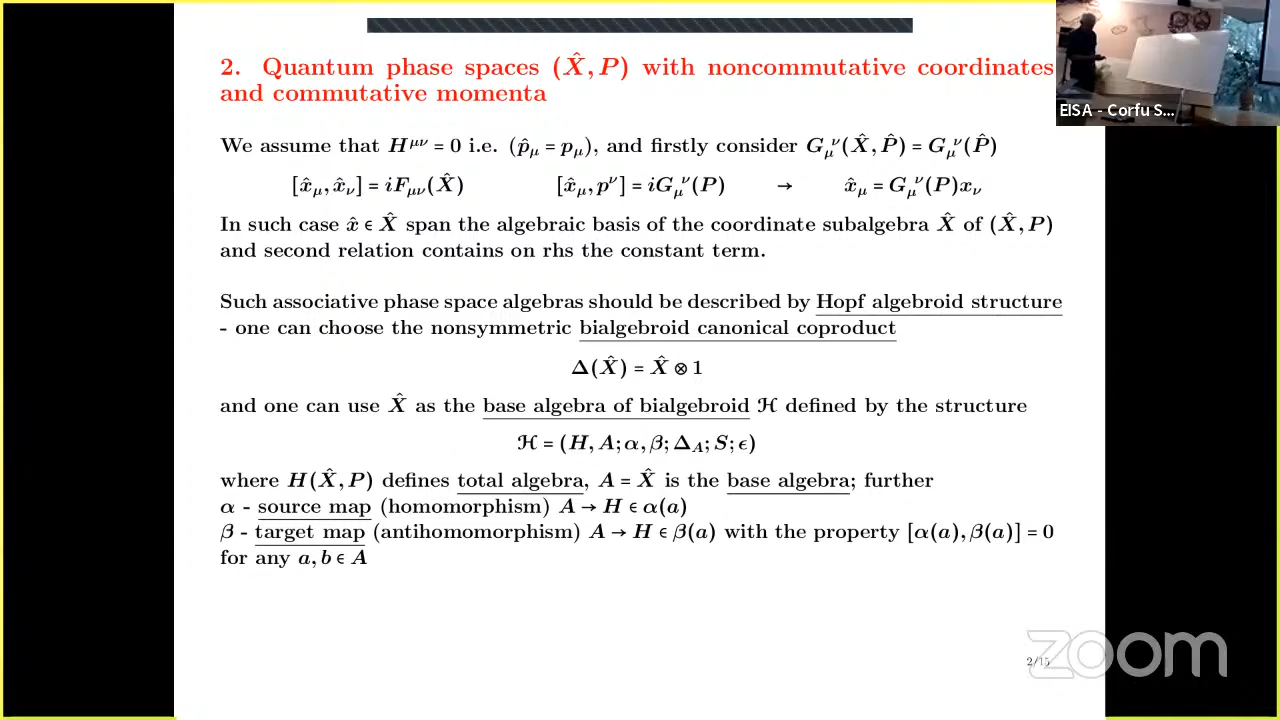 2. Quantum phase spaces (X̂, P) with noncommutative coordinates
and commutative momenta
EISA - Corfu S...
We assume that H^{μν} = 0 i.e. (p̂_μ = p_μ), and firstly consider G_μ^ν(X̂, P̂) = G_μ^ν(P̂)
[x̂_μ, x̂_ν] = iF_{μν}(X̂) [x̂_μ, p^ν] = iG_μ^ν(P) → x̂_μ = G_μ^ν(P)x_ν
In such case x̂ ∈ X̂ span the algebraic basis of the coordinate subalgebra X̂ of (X̂, P)
and second relation contains on rhs the constant term.
Such associative phase space algebras should be described by Hopf algebroid structure
- one can choose the nonsymmetric bialgebroid canonical coproduct
Δ(X̂) = X̂ ⊗ 1
and one can use X̂ as the base algebra of bialgebroid ℋ defined by the structure
ℋ = (H, A; α, β; Δ_A; S; ϵ)
where H(X̂, P) defines total algebra, A = X̂ is the base algebra; further
α - source map (homomorphism) A → H ∈ α(a)
β - target map (antihomomorphism) A → H ∈ β(a) with the property [α(a), β(a)] = 0
for any a, b ∈ A
2/15
zoom